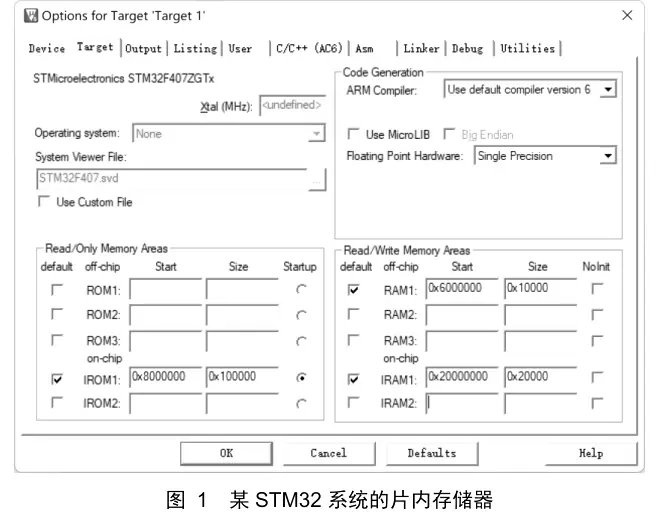 Options for Target 'Target 1'
Device Target Output Listing User C/C++ (AC6) Asm Linker Debug Utilities
STMicroelectronics STM32F407ZGTx
Xtal (MHz): <undefined>
Operating system: None
System Viewer File:
STM32F407.svd ...
Use Custom File
Code Generation
ARM Compiler: Use default compiler version 6
Use MicroLIB Big Endian
Floating Point Hardware: Single Precision
Read/Only Memory Areas
default off-chip Start Size Startup
ROM1:
ROM2:
ROM3:
on-chip
IROM1: 0x8000000 0x100000
IROM2:
Read/Write Memory Areas
default off-chip Start Size NoInit
RAM1: 0x6000000 0x10000
RAM2:
RAM3:
on-chip
IRAM1: 0x20000000 0x20000
IRAM2:
OK Cancel Defaults Help
图 1 某 STM32 系统的片内存储器